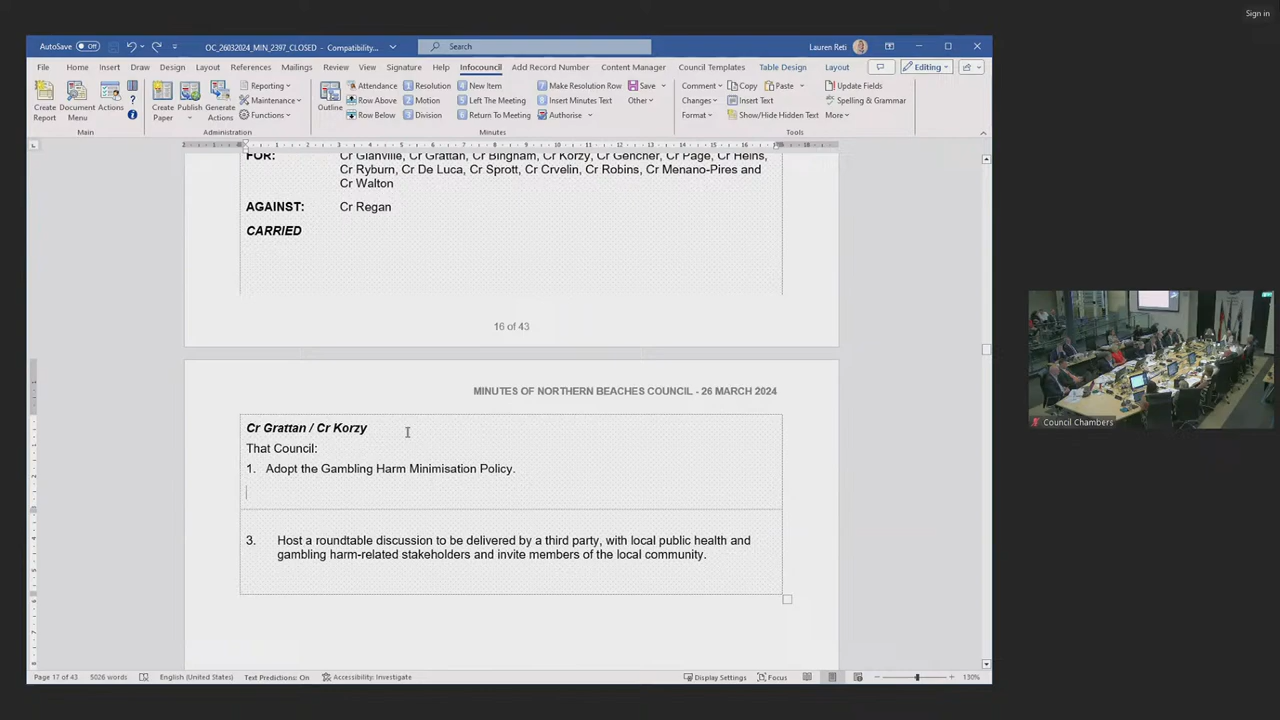 Sign in
AutoSave Off OC_26032024_MIN_2397_CLOSED - Compatibility... Search Lauren Reti
File Home Insert Draw Design Layout References Mailings Review View Signature Help Infocouncil Add Record Number Content Manager Council Templates Table Design Layout Editing
Reporting Attendance 1 Resolution 4 New Item 7 Make Resolution Row Save Comment Copy Paste Update Fields
Create Report Document Menu Actions Maintenance Create Paper Publish Generate Actions Outline Row Above 2 Motion 5 Left The Meeting 8 Insert Minutes Text Other Changes Insert Text Spelling & Grammar
Functions Row Below 3 Division 6 Return To Meeting Authorise Format Show/Hide Hidden Text More
Main Administration Minutes Tools
FOR: Cr Glanville, Cr Grattan, Cr Bingham, Cr Korzy, Cr Gencher, Cr Page, Cr Heins,
Cr Ryburn, Cr De Luca, Cr Sprott, Cr Crvelin, Cr Robins, Cr Menano-Pires and
Cr Walton
AGAINST: Cr Regan
CARRIED
16 of 43
MINUTES OF NORTHERN BEACHES COUNCIL - 26 MARCH 2024
Cr Grattan / Cr Korzy
That Council:
1. Adopt the Gambling Harm Minimisation Policy.
3. Host a roundtable discussion to be delivered by a third party, with local public health and
gambling harm-related stakeholders and invite members of the local community.
Council Chambers
Page 17 of 43 5026 words English (United States) Text Predictions: On Accessibility: Investigate Display Settings Focus 130%